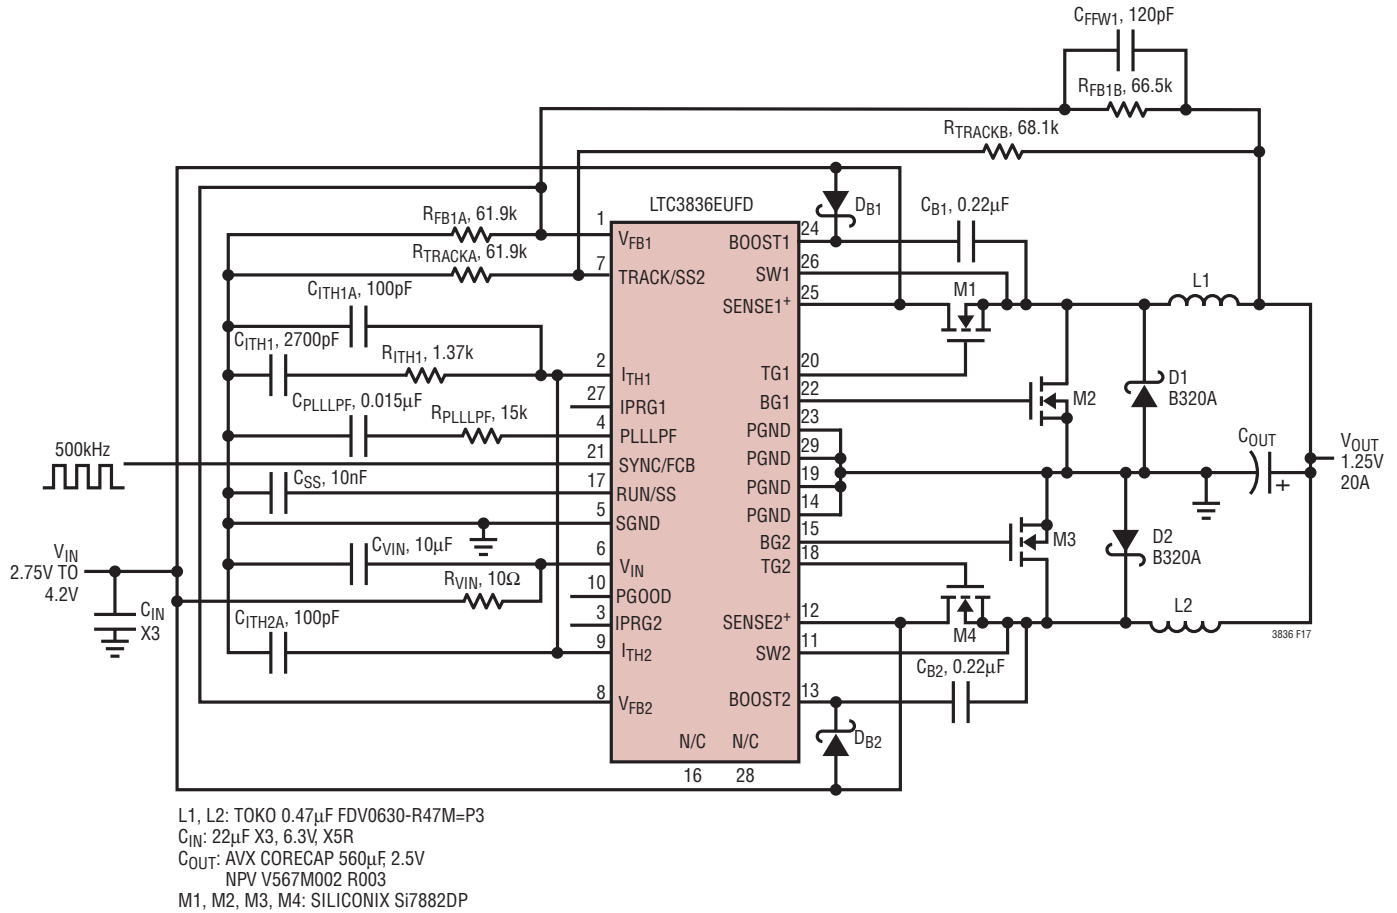 CFFW1, 120pF
RFB1B, 66.5k
RTRACKB, 68.1k
LTC3836EUFD
DB1
CB1, 0.22μF
RFB1A, 61.9k
1
VFB1
RTRACKA, 61.9k
7
TRACK/SS2
CITH1A, 100pF
CITH1, 2700pF
RITH1, 1.37k
2
ITH1
27
IPRG1
CPLLLPF, 0.015μF
RPLLLPF, 15k
4
PLLLPF
500kHz
21
SYNC/FCB
CSS, 10nF
17
RUN/SS
5
SGND
CVIN, 10μF
6
VIN
VIN
2.75V TO
4.2V
RVIN, 10Ω
10
PGOOD
CIN
X3
3
IPRG2
CITH2A, 100pF
9
ITH2
8
VFB2
24
BOOST1
26
SW1
25
SENSE1+
M1
L1
20
TG1
22
BG1
M2
D1
B320A
23
PGND
29
PGND
19
PGND
14
PGND
COUT
+
VOUT
1.25V
20A
15
BG2
M3
D2
B320A
18
TG2
12
SENSE2+
M4
L2
11
SW2
3836 F17
CB2, 0.22μF
13
BOOST2
DB2
N/C N/C
16 28
L1, L2: TOKO 0.47μF FDV0630-R47M=P3
CIN: 22μF X3, 6.3V, X5R
COUT: AVX CORECAP 560μF, 2.5V
NPV V567M002 R003
M1, M2, M3, M4: SILICONIX Si7882DP